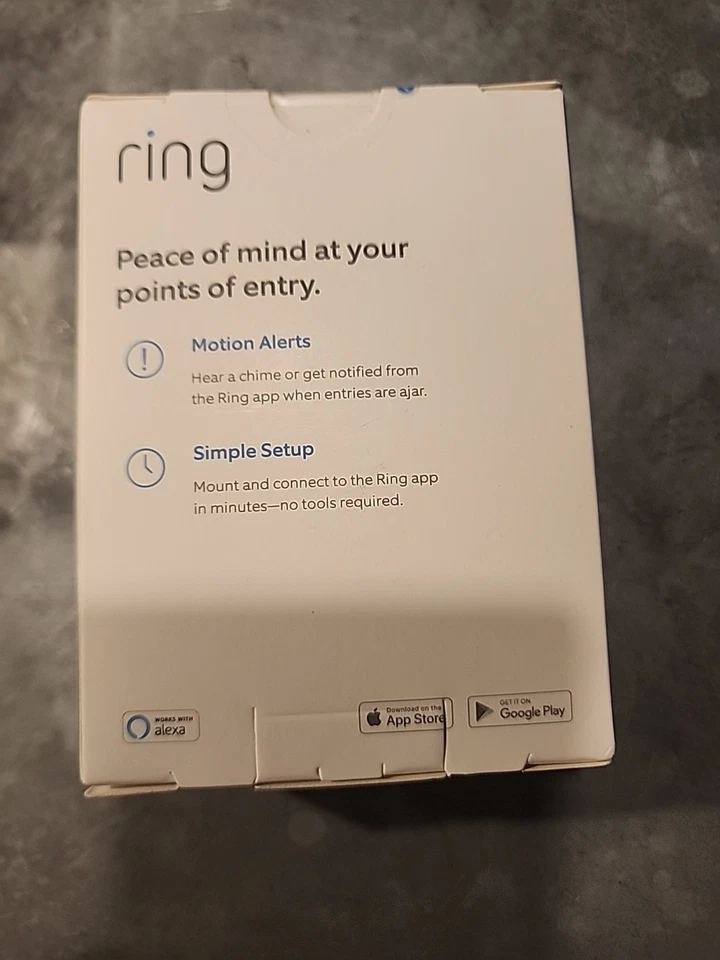 ring
Peace of mind at your
points of entry.
Motion Alerts
Hear a chime or get notified from
the Ring app when entries are ajar.
Simple Setup
Mount and connect to the Ring app
in minutes—no tools required.
WORKS WITH
alexa
Download on the
App Store
GET IT ON
Google Play